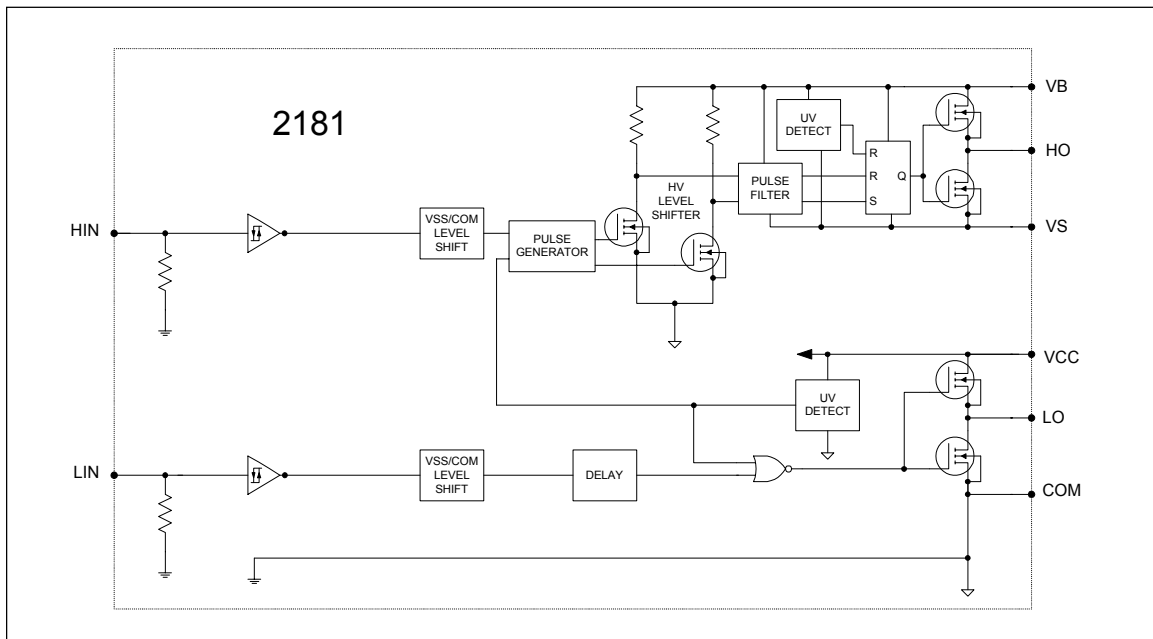 2181
VB
UV
DETECT
HO
R
R
Q
S
PULSE
FILTER
HV
LEVEL
SHIFTER
VS
HIN
VSS/COM
LEVEL
SHIFT
PULSE
GENERATOR
VCC
UV
DETECT
LO
LIN
VSS/COM
LEVEL
SHIFT
DELAY
COM